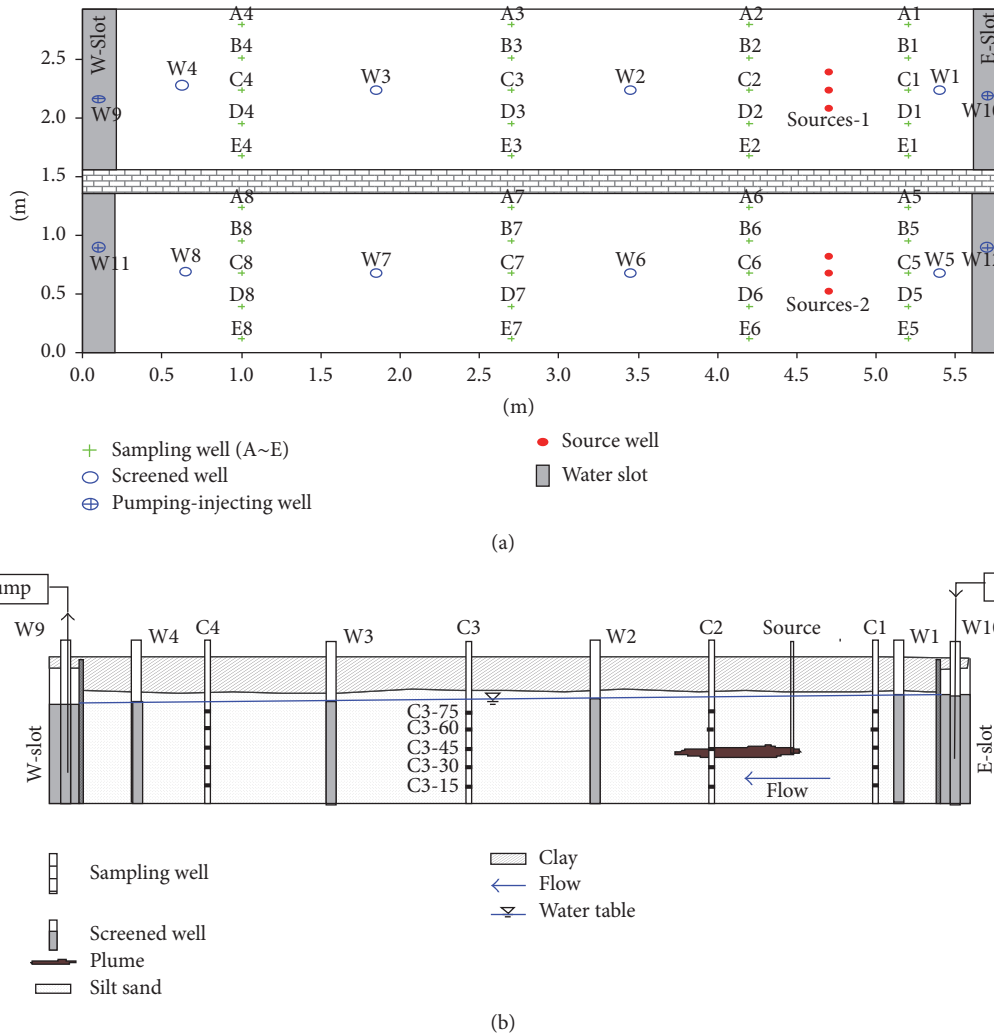 A4 A3 A2 A1
W-Slot E-Slot
2.5 B4 B3 B2 B1
W4 C4 W3 C3 W2 C2 C1 W1
W9 W10
2.0 D4 D3 D2 Sources-1 D1
E4 E3 E2 E1
1.5
(m)
A8 A7 A6 A5
1.0 B8 B7 B6 B5
W11 W8 C8 W7 C7 W6 C6 C5 W5 W12
0.5 D8 D7 D6 Sources-2 D5
E8 E7 E6 E5
0.0
0.0 0.5 1.0 1.5 2.0 2.5 3.0 3.5 4.0 4.5 5.0 5.5
(m)
Sampling well (A~E)
Screened well
Pumping-injecting well
Source well
Water slot
(a)
ump
W9 W4 C4 W3 C3 W2 C2 Source C1 W1 W10
C3-75
C3-60
C3-45
C3-30
C3-15
W-slot
E-slot
Flow
Sampling well
Screened well
Plume
Silt sand
Clay
Flow
Water table
(b)